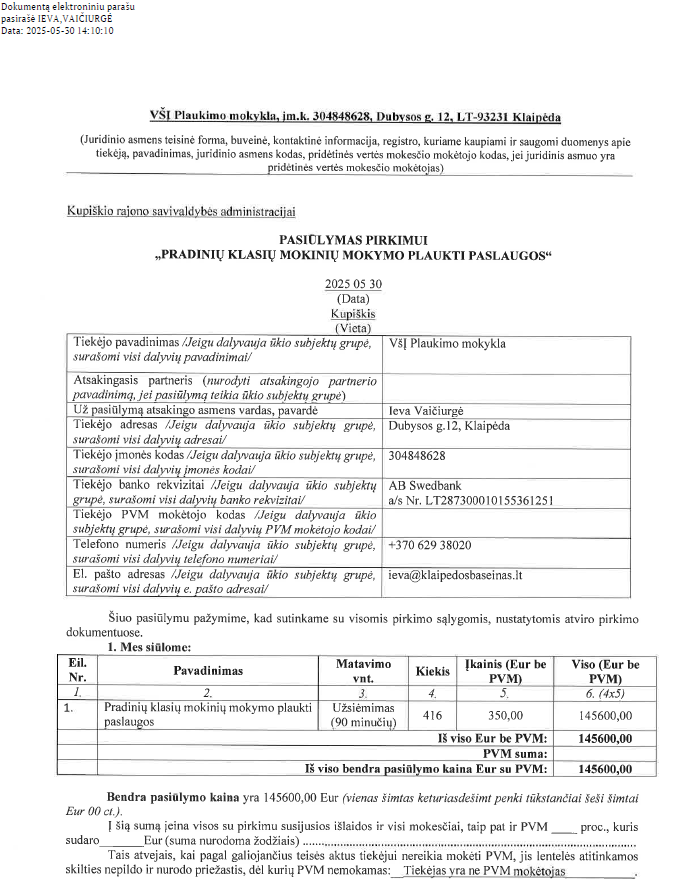 Dokumentą elektroniniu parašu
pasirašė IEVA,VAIČIURGĖ
Data: 2025-05-30 14:10:10
VŠĮ Plaukimo mokykla, įm.k. 304848628, Dubysos g. 12, LT-93231 Klaipėda
(Juridinio asmens teisinė forma, buveinė, kontaktinė informacija, registro, kuriame kaupiami ir saugomi duomenys apie
tiekėją, pavadinimas, juridinio asmens kodas, pridėtinės vertės mokesčio mokėtojo kodas, jei juridinis asmuo yra
pridėtinės vertės mokesčio mokėtojas)
Kupiškio rajono savivaldybės administracijai
PASIŪLYMAS PIRKIMUI
„PRADINIŲ KLASIŲ MOKINIŲ MOKYMO PLAUKTI PASLAUGOS“
2025 05 30
(Data)
Kupiškis
(Vieta)
Tiekėjo pavadinimas /Jeigu dalyvauja ūkio subjektų grupė, VšĮ Plaukimo mokykla
surašomi visi dalyvių pavadinimai/
Atsakingasis partneris (nurodyti atsakingojo partnerio
pavadinimą, jei pasiūlymą teikia ūkio subjektų grupė)
Už pasiūlymą atsakingo asmens vardas, pavardė Ieva Vaičiurgė
Tiekėjo adresas /Jeigu dalyvauja ūkio subjektų grupė, Dubysos g.12, Klaipėda
surašomi visi dalyvių adresai/
Tiekėjo įmonės kodas /Jeigu dalyvauja ūkio subjektų grupė, 304848628
surašomi visi dalyvių įmonės kodai/
Tiekėjo banko rekvizitai /Jeigu dalyvauja ūkio subjektų AB Swedbank
grupė, surašomi visi dalyvių banko rekvizitai/ a/s Nr. LT287300010155361251
Tiekėjo PVM mokėtojo kodas /Jeigu dalyvauja ūkio
subjektų grupė, surašomi visi dalyvių PVM mokėtojo kodai/
Telefono numeris /Jeigu dalyvauja ūkio subjektų grupė, +370 629 38020
surašomi visi dalyvių telefono numeriai/
El. pašto adresas /Jeigu dalyvauja ūkio subjektų grupė, ieva@klaipedosbaseinas.lt
surašomi visi dalyvių e. pašto adresai/
Šiuo pasiūlymu pažymime, kad sutinkame su visomis pirkimo sąlygomis, nustatytomis atviro pirkimo
dokumentuose.
1. Mes siūlome:
Eil. Nr. Pavadinimas Matavimo vnt. Kiekis Įkainis (Eur be PVM) Viso (Eur be PVM)
1. 2. 3. 4. 5. 6. (4x5)
1. Pradinių klasių mokinių mokymo plaukti paslaugos Užsiėmimas (90 minučių) 416 350,00 145600,00
Iš viso Eur be PVM: 145600,00
PVM suma:
Iš viso bendra pasiūlymo kaina Eur su PVM: 145600,00
Bendra pasiūlymo kaina yra 145600,00 Eur (vienas šimtas keturiasdešimt penki tūkstančiai šeši šimtai
Eur 00 ct.).
Į šią sumą įeina visos su pirkimu susijusios išlaidos ir visi mokesčiai, taip pat ir PVM ____ proc., kuris
sudaro_______Eur (suma nurodoma žodžiais) ........................................................................
Tais atvejais, kai pagal galiojančius teisės aktus tiekėjui nereikia mokėti PVM, jis lentelės atitinkamos
skilties nepildo ir nurodo priežastis, dėl kurių PVM nemokamas: Tiekėjas yra ne PVM mokėtojas .